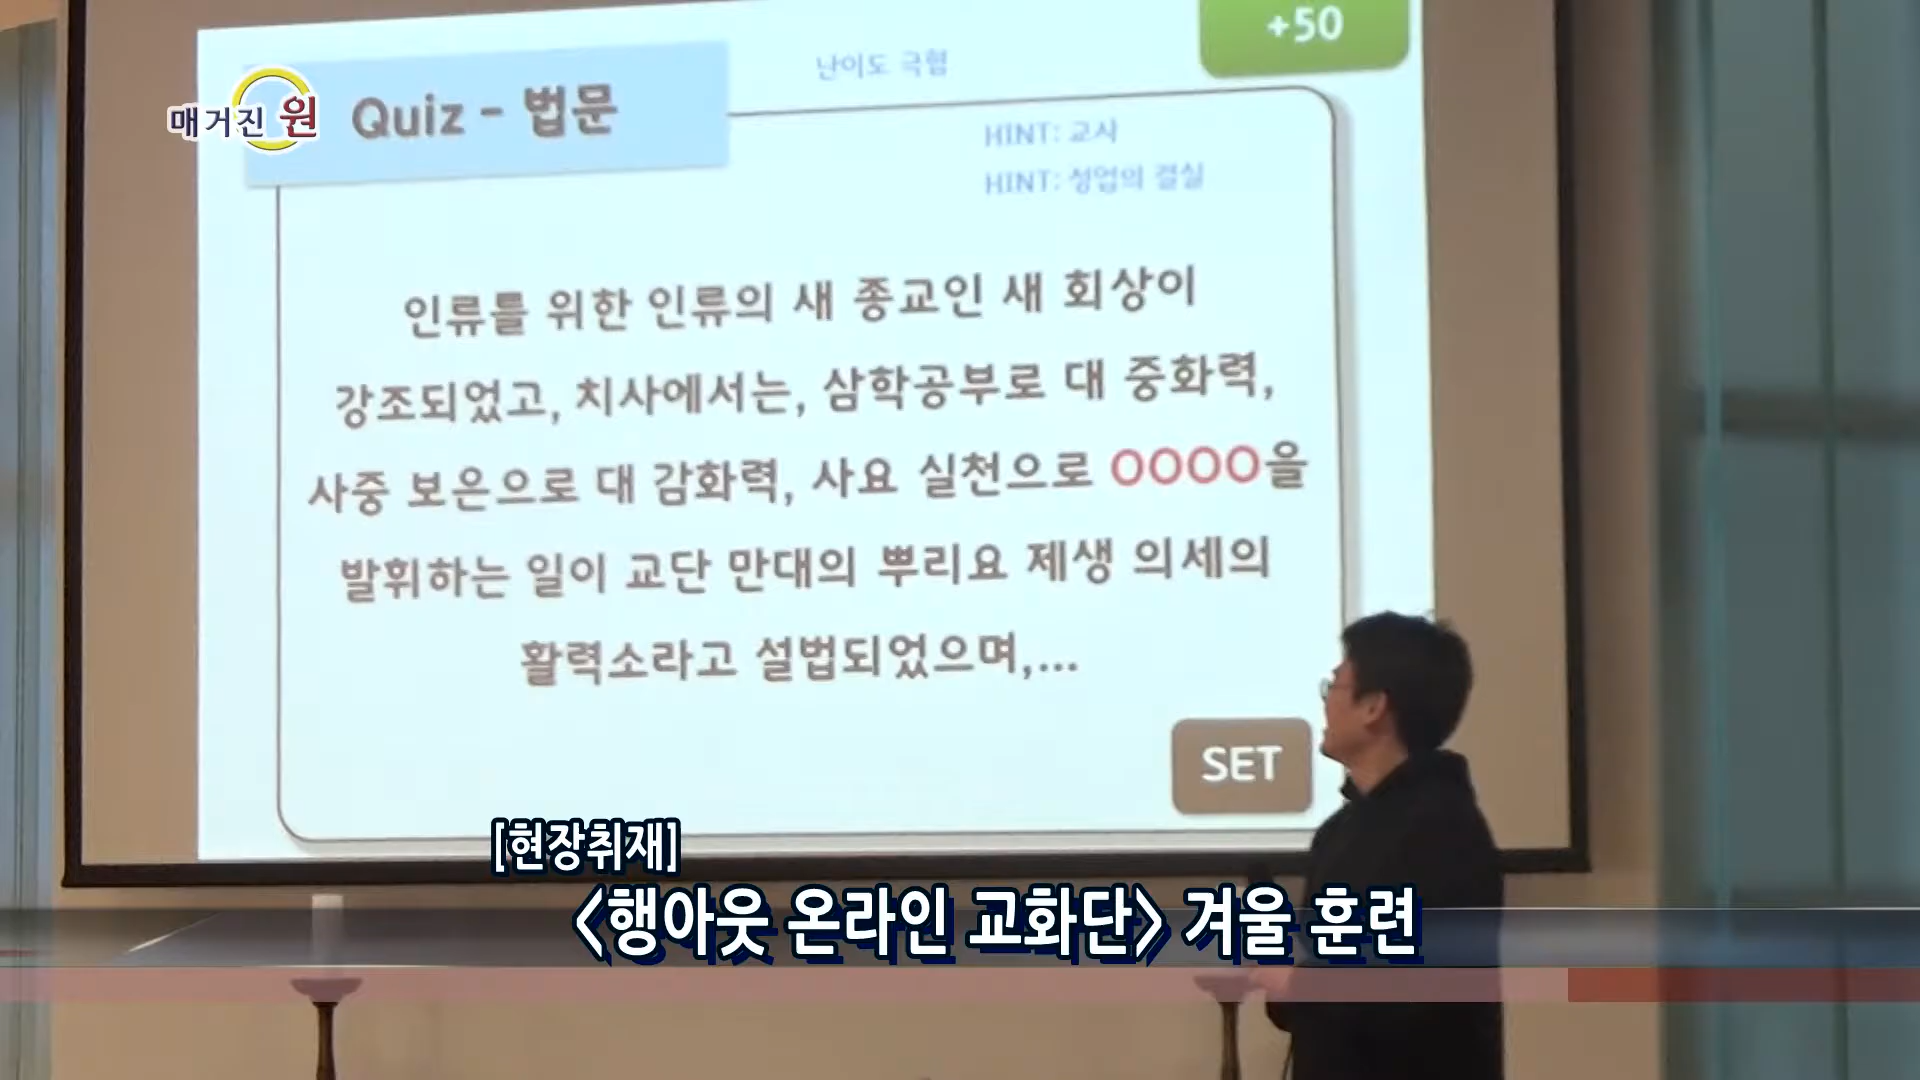 +50
난이도 극혐
매거진 원
Quiz - 법문
HINT: 교사
HINT: 성업의 결실
인류를 위한 인류의 새 종교인 새 회상이
강조되었고, 치사에서는, 삼학공부로 대 중화력,
사중 보은으로 대 감화력, 사요 실천으로 OOOO을
발휘하는 일이 교단 만대의 뿌리요 제생 의세의
활력소라고 설법되었으며,...
SET
[현장취재]
<행아웃 온라인 교화단> 겨울 훈련